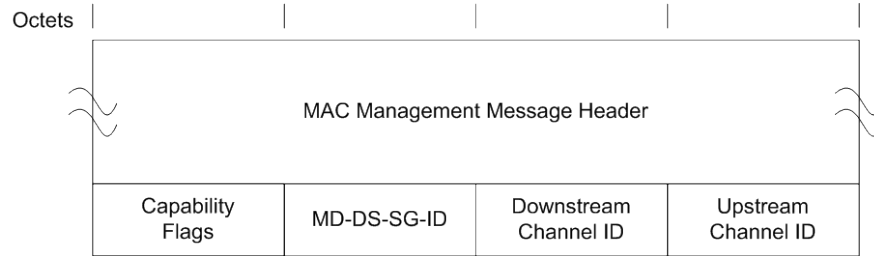 Octets
MAC Management Message Header
Capability
Flags
MD-DS-SG-ID
Downstream
Channel ID
Upstream
Channel ID